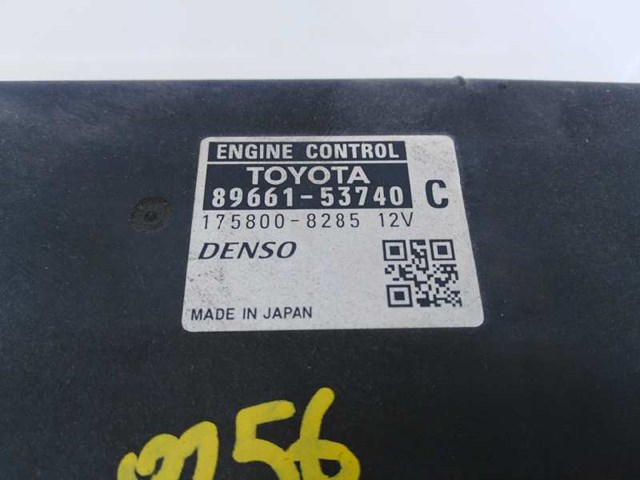 ENGINE CONTROL
TOYOTA
89661-53740 C
175800-8285 12V
DENSO
MADE IN JAPAN